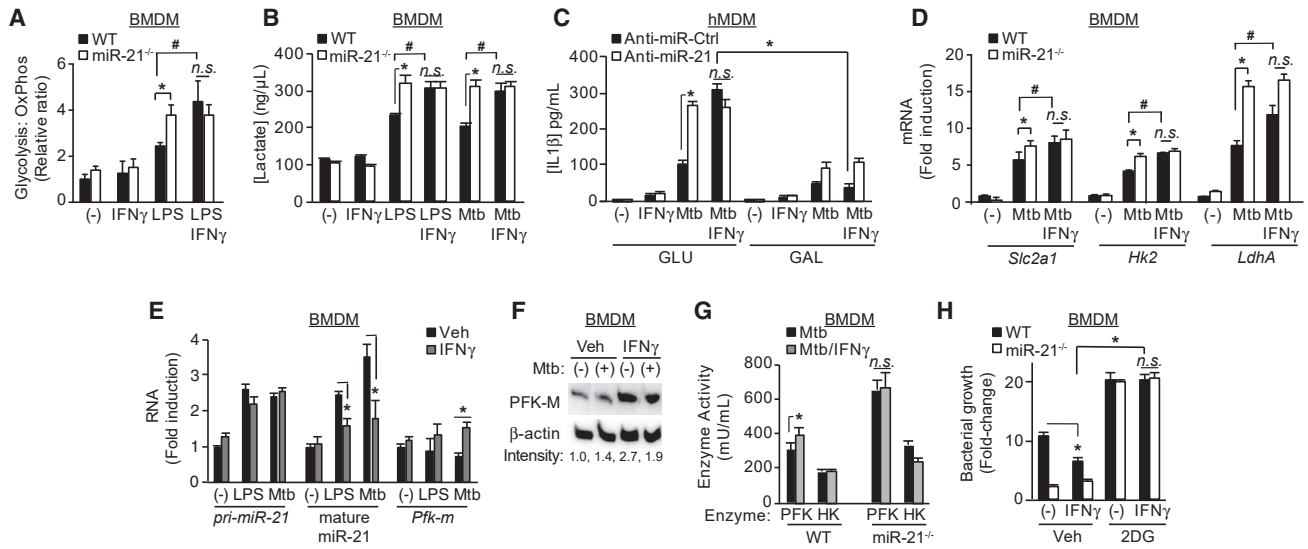 A
BMDM
WT
miR-21-/-
#
n.s.
*
Glycolysis: OxPhos
(Relative ratio)
6
4
2
0
(-) IFNγ LPS LPS
IFNγ
B
BMDM
WT
miR-21-/-
# #
n.s. n.s.
* *
[Lactate] (ng/μL)
400
300
200
100
0
(-) IFNγ LPS LPS Mtb Mtb
IFNγ IFNγ
C
hMDM
Anti-miR-Ctrl
Anti-miR-21
*
n.s.
*
[IL1β] pg/mL
400
300
200
100
0
(-) IFNγ Mtb Mtb (-) IFNγ Mtb Mtb
IFNγ IFNγ
GLU GAL
D
BMDM
WT
miR-21-/-
# # #
n.s. n.s. n.s.
* * *
mRNA
(Fold induction)
20
15
10
5
0
(-) Mtb Mtb (-) Mtb Mtb (-) Mtb Mtb
IFNγ IFNγ IFNγ
Slc2a1 Hk2 LdhA
E
BMDM
Veh
IFNγ
* * *
RNA
(Fold induction)
4
3
2
1
0
(-) LPS Mtb (-) LPS Mtb (-) LPS Mtb
pri-miR-21 mature Pfk-m
miR-21
F
BMDM
Veh IFNγ
Mtb: (-) (+) (-) (+)
PFK-M
β-actin
Intensity: 1.0, 1.4, 2.7, 1.9
G
BMDM
Mtb
Mtb/IFNγ
n.s.
*
Enzyme Activity
(mU/mL)
800
600
400
200
0
Enzyme: PFK HK PFK HK
WT miR-21-/-
H
BMDM
WT
miR-21-/-
*
n.s.
*
Bacterial growth
(Fold-change)
20
10
0
(-) IFNγ (-) IFNγ
Veh 2DG